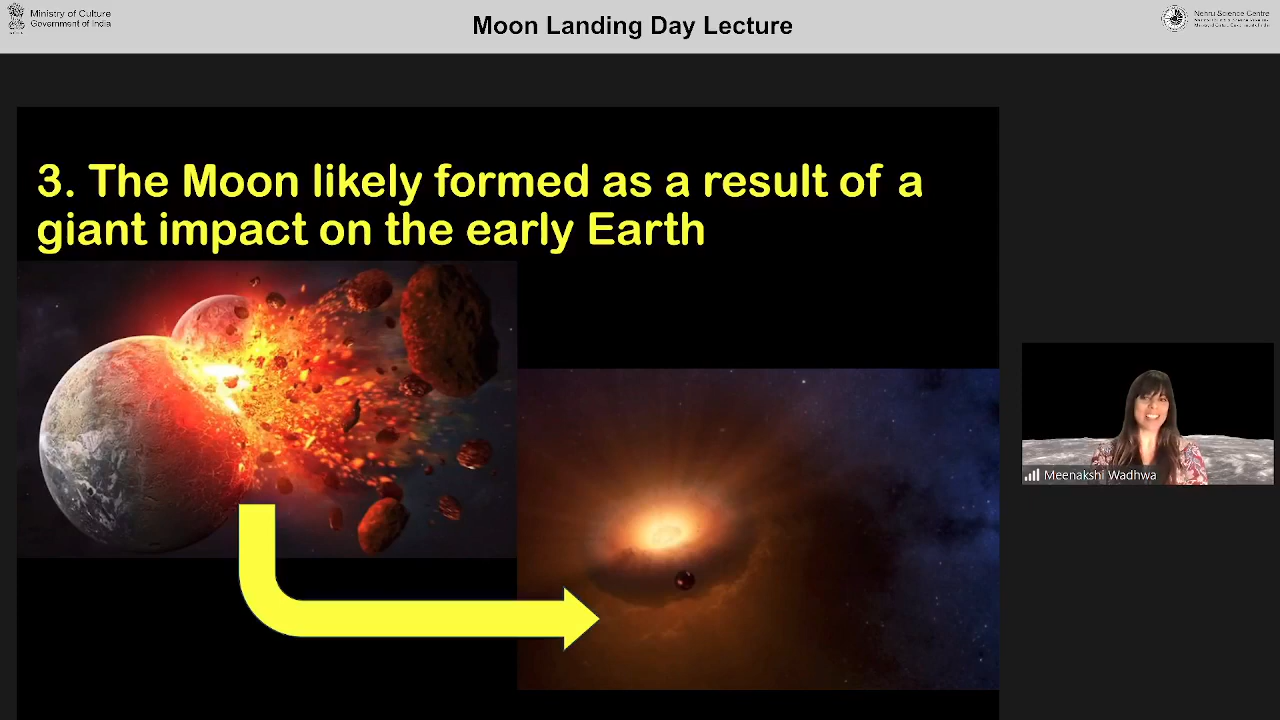 Ministry of Culture
Government of India
Moon Landing Day Lecture
Nehru Science Centre
3. The Moon likely formed as a result of a
giant impact on the early Earth
Meenakshi Wadhwa